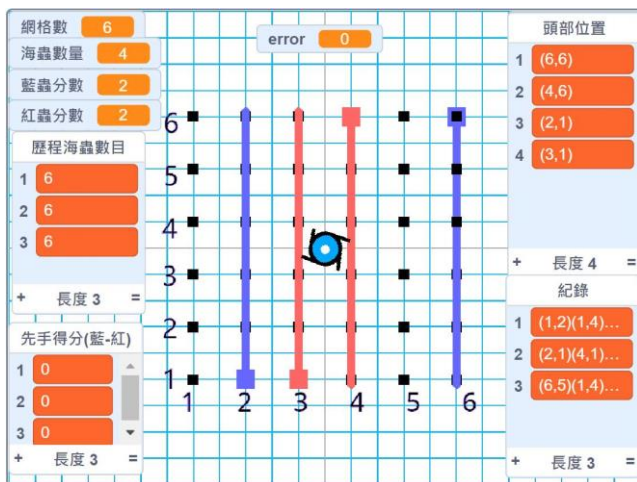 網格數 6
海蟲數量 4
藍蟲分數 2
紅蟲分數 2
歷程海蟲數目
1 6
2 6
3 6
+ 長度 3 =
先手得分(藍-紅)
1 0
2 0
3 0
+ 長度 3 =
error 0
6
5
4
3
2
1
1 2 3 4 5 6
頭部位置
1 (6,6)
2 (4,6)
3 (2,1)
4 (3,1)
+ 長度 4 =
紀錄
1 (1,2)(1,4)...
2 (2,1)(4,1)...
3 (6,5)(1,4)...
+ 長度 3 =